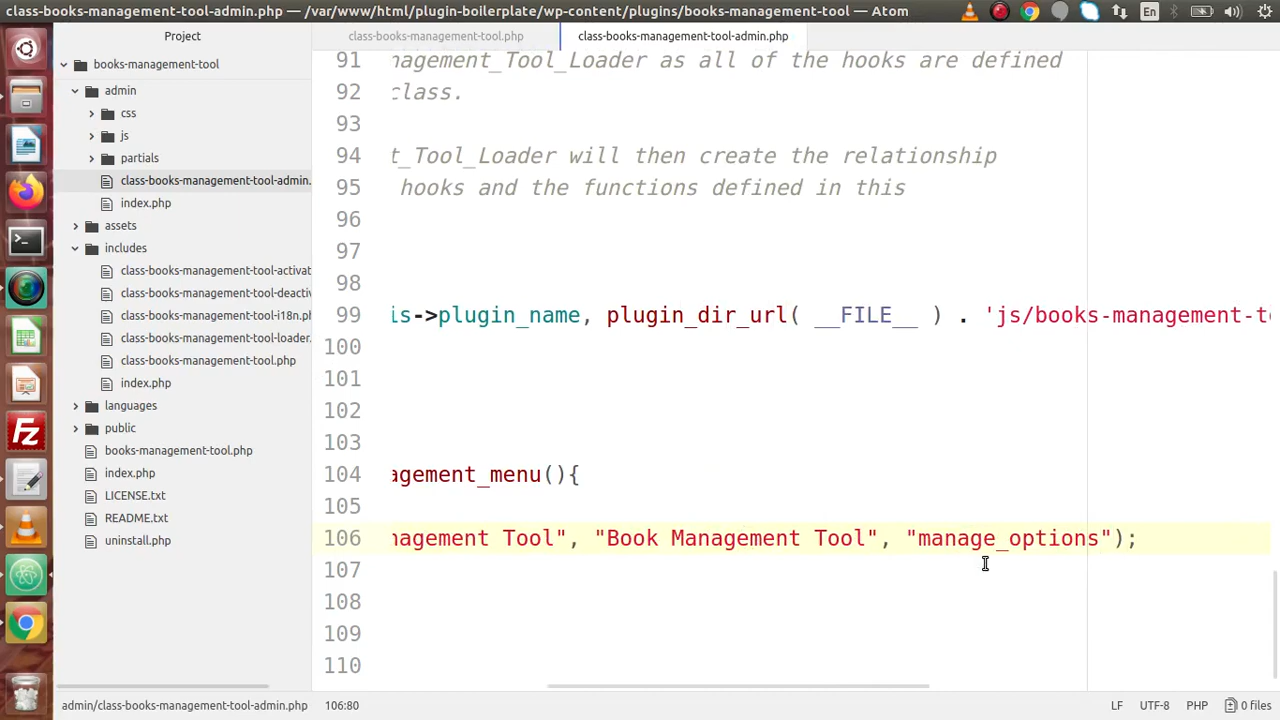 class-books-management-tool-admin.php — /var/www/html/plugin-boilerplate/wp-content/plugins/books-management-tool — Atom
En
Project
books-management-tool
admin
css
js
partials
class-books-management-tool-admin.
index.php
assets
includes
class-books-management-tool-activat
class-books-management-tool-deactiv
class-books-management-tool-i18n.ph
class-books-management-tool-loader.
class-books-management-tool.php
index.php
languages
public
books-management-tool.php
index.php
LICENSE.txt
README.txt
uninstall.php
books-management-tool.php
class-books-management-tool-admin.php
91 nagement_Tool_Loader as all of the hooks are defined
92 class.
93
94 t_Tool_Loader will then create the relationship
95 hooks and the functions defined in this
96
97
98
99 is->plugin_name, plugin_dir_url( __FILE__ ) . 'js/books-management-to
100
101
102
103
104 agement_menu(){
105
106 nagement Tool", "Book Management Tool", "manage_options");
107
108
109
110
admin/class-books-management-tool-admin.php 106:80
LF UTF-8 PHP 0 files